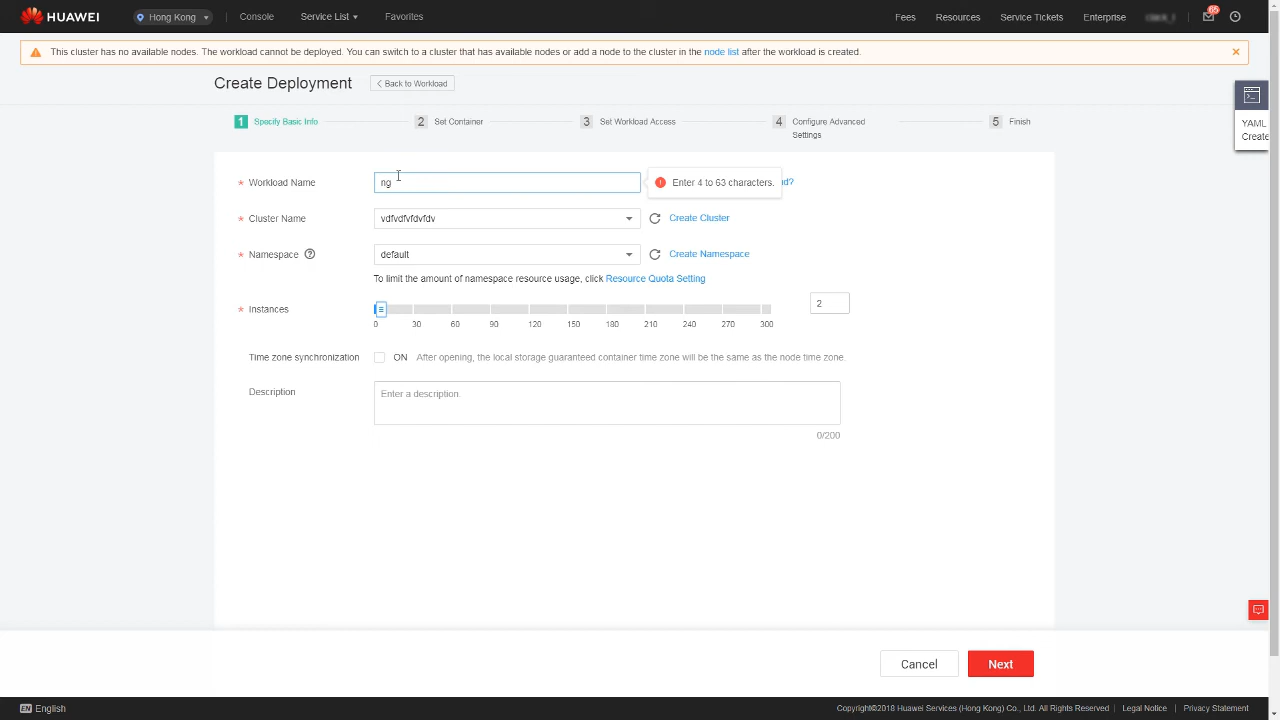 HUAWEI
Hong Kong
Console
Service List
Favorites
Fees
Resources
Service Tickets
Enterprise
65
This cluster has no available nodes. The workload cannot be deployed. You can switch to a cluster that has available nodes or add a node to the cluster in the node list after the workload is created.
Create Deployment
Back to Workload
YAML
Create
1 Specify Basic Info
2 Set Container
3 Set Workload Access
4 Configure Advanced
Settings
5 Finish
* Workload Name
ng
Enter 4 to 63 characters.
d?
* Cluster Name
vdfvdfvfdvfdv
Create Cluster
* Namespace ?
default
Create Namespace
To limit the amount of namespace resource usage, click Resource Quota Setting
* Instances
2
0 30 60 90 120 150 180 210 240 270 300
Time zone synchronization
ON
After opening, the local storage guaranteed container time zone will be the same as the node time zone.
Description
Enter a description.
0/200
Cancel
Next
EN English
Copyright©2018 Huawei Services (Hong Kong) Co., Ltd. All Rights Reserved
Legal Notice
Privacy Statement